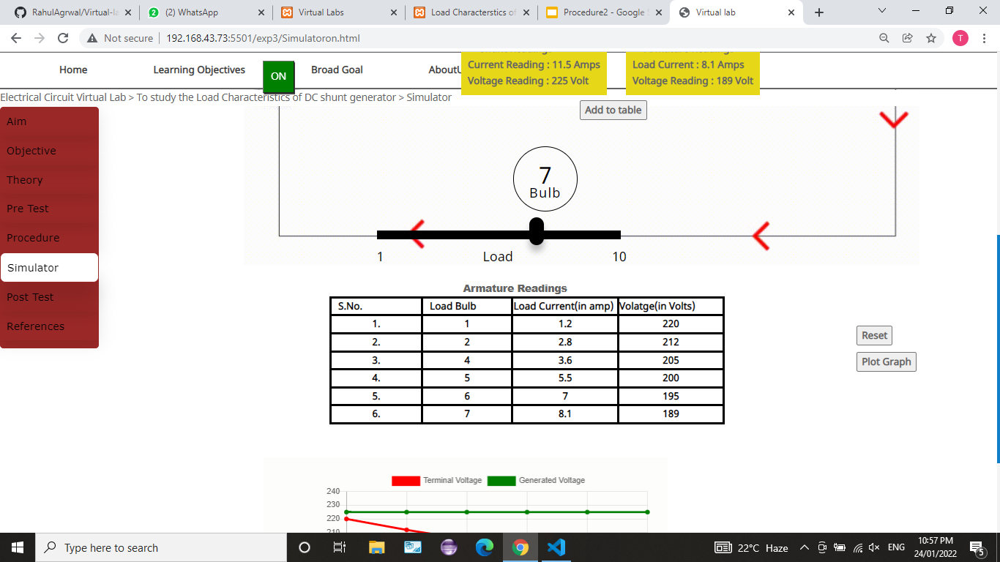 RahulAgrwal/Virtual-la
(2) WhatsApp
Virtual Labs
Load Characterstics of
Procedure2 - Google S
Virtual lab
Not secure
192.168.43.73:5501/exp3/Simulatoron.html
T
Home
Learning Objectives
ON
Broad Goal
AboutU
Current Reading : 11.5 Amps
Voltage Reading : 225 Volt
Load Current : 8.1 Amps
Voltage Reading : 189 Volt
Electrical Circuit Virtual Lab > To study the Load Characteristics of DC shunt generator > Simulator
Add to table
Aim
Objective
Theory
Pre Test
Procedure
Simulator
Post Test
References
7
Bulb
1 Load 10
Armature Readings
S.No. Load Bulb Load Current(in amp) Volatge(in Volts)
1. 1 1.2 220
2. 2 2.8 212
3. 4 3.6 205
4. 5 5.5 200
5. 6 7 195
6. 7 8.1 189
Reset
Plot Graph
Terminal Voltage Generated Voltage
240
230
220
210
Type here to search
22°C Haze
ENG
10:57 PM
24/01/2022
5